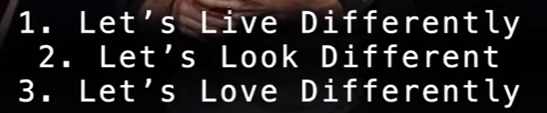 1. Let’s Live Differently
2. Let’s Look Different
3. Let’s Love Differently